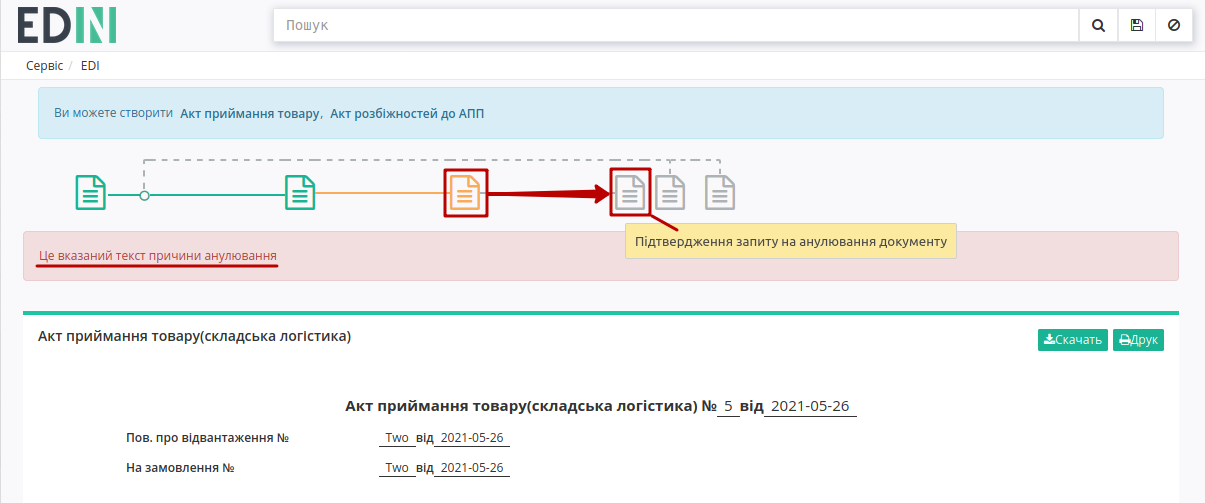 EDIN
Пошук
Сервіс / EDI
Ви можете створити Акт приймання товару, Акт розбіжностей до АПП
Підтвердження запиту на анулювання документу
Це вказаний текст причини анулювання
Акт приймання товару(складська логістика)
Скачать Друк
Акт приймання товару(складська логістика) № 5 від 2021-05-26
Пов. про відвантаження № Two від 2021-05-26
На замовлення № Two від 2021-05-26